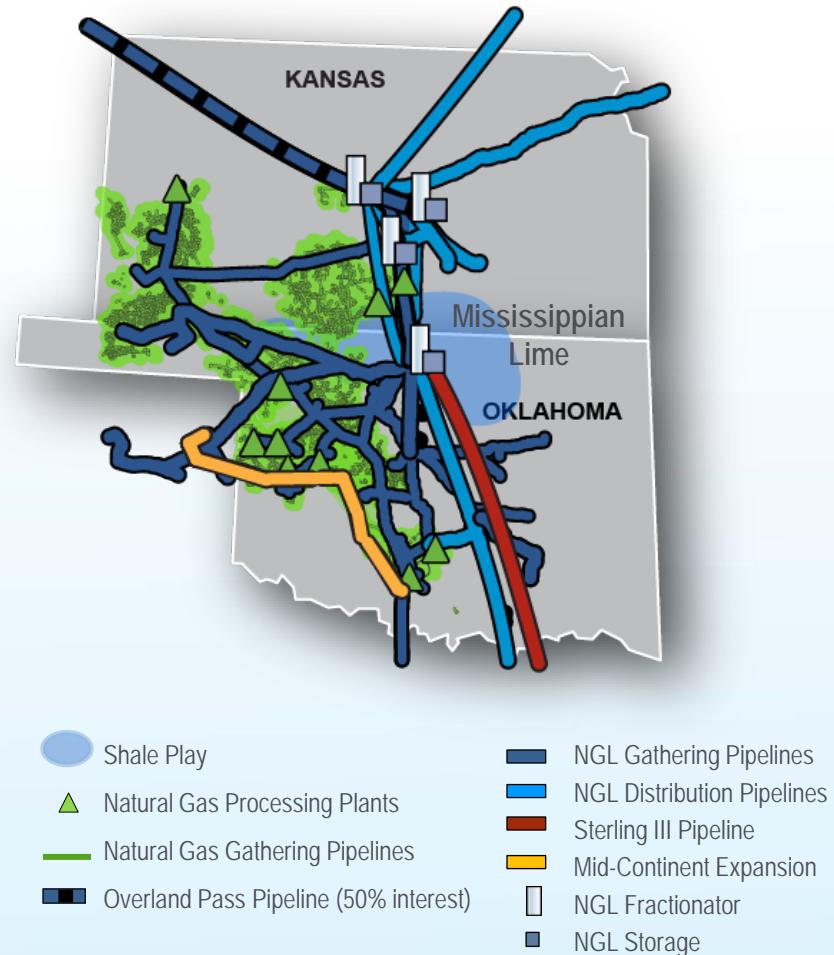 KANSAS
Mississippian
Lime
OKLAHOMA
Shale Play
Natural Gas Processing Plants
Natural Gas Gathering Pipelines
Overland Pass Pipeline (50% interest)
NGL Gathering Pipelines
NGL Distribution Pipelines
Sterling III Pipeline
Mid-Continent Expansion
NGL Fractionator
NGL Storage